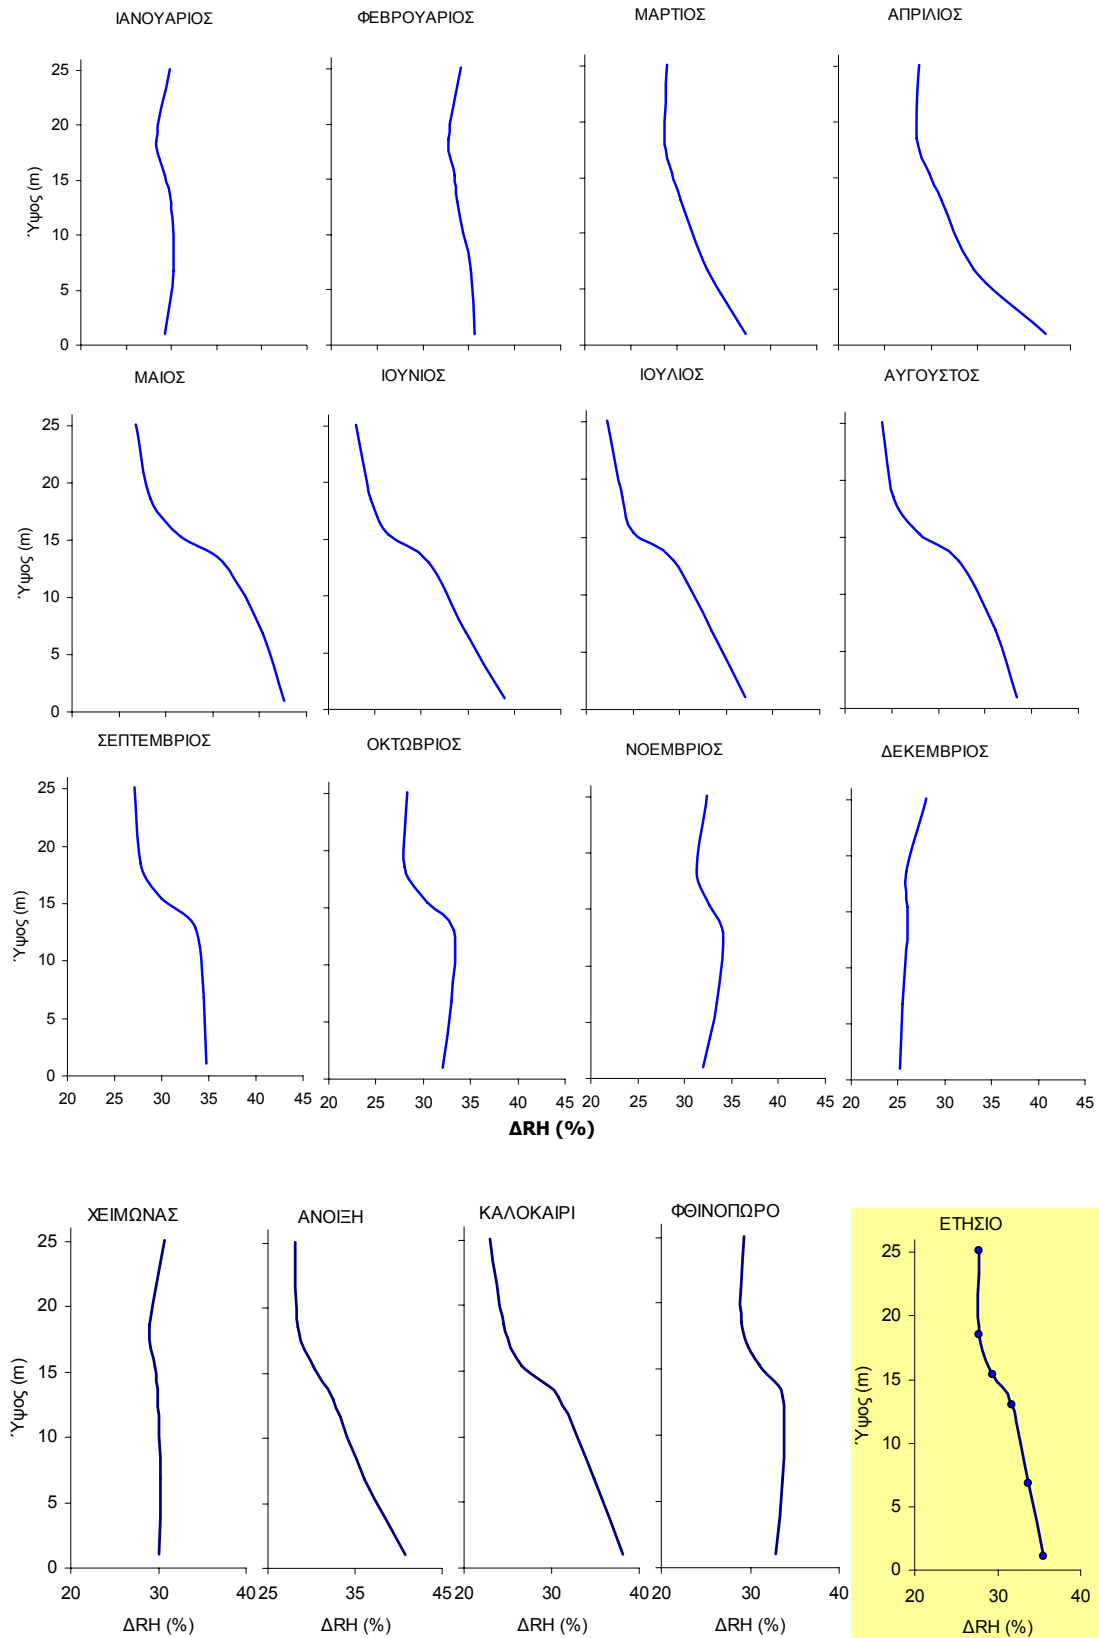 ΙΑΝΟΥΑΡΙΟΣ
ΦΕΒΡΟΥΑΡΙΟΣ
ΜΑΡΤΙΟΣ
ΑΠΡΙΛΙΟΣ
25
20
15
10
5
0
Ύψος (m)
ΜΑΙΟΣ
ΙΟΥΝΙΟΣ
ΙΟΥΛΙΟΣ
ΑΥΓΟΥΣΤΟΣ
25
20
15
10
5
0
Ύψος (m)
ΣΕΠΤΕΜΒΡΙΟΣ
ΟΚΤΩΒΡΙΟΣ
ΝΟΕΜΒΡΙΟΣ
ΔΕΚΕΜΒΡΙΟΣ
25
20
15
10
5
0
Ύψος (m)
20 25 30 35 40 45
20 25 30 35 40 45
20 25 30 35 40 45
20 25 30 35 40 45
ΔRH (%)
ΧΕΙΜΩΝΑΣ
ΑΝΟΙΞΗ
ΚΑΛΟΚΑΙΡΙ
ΦΘΙΝΟΠΩΡΟ
ΕΤΗΣΙΟ
25
20
15
10
5
0
Ύψος (m)
20 30 40
ΔRH (%)
25 35 45
ΔRH (%)
20 30 40
ΔRH (%)
20 30 40
ΔRH (%)
25
20
15
10
5
0
Ύψος (m)
20 30 40
ΔRH (%)